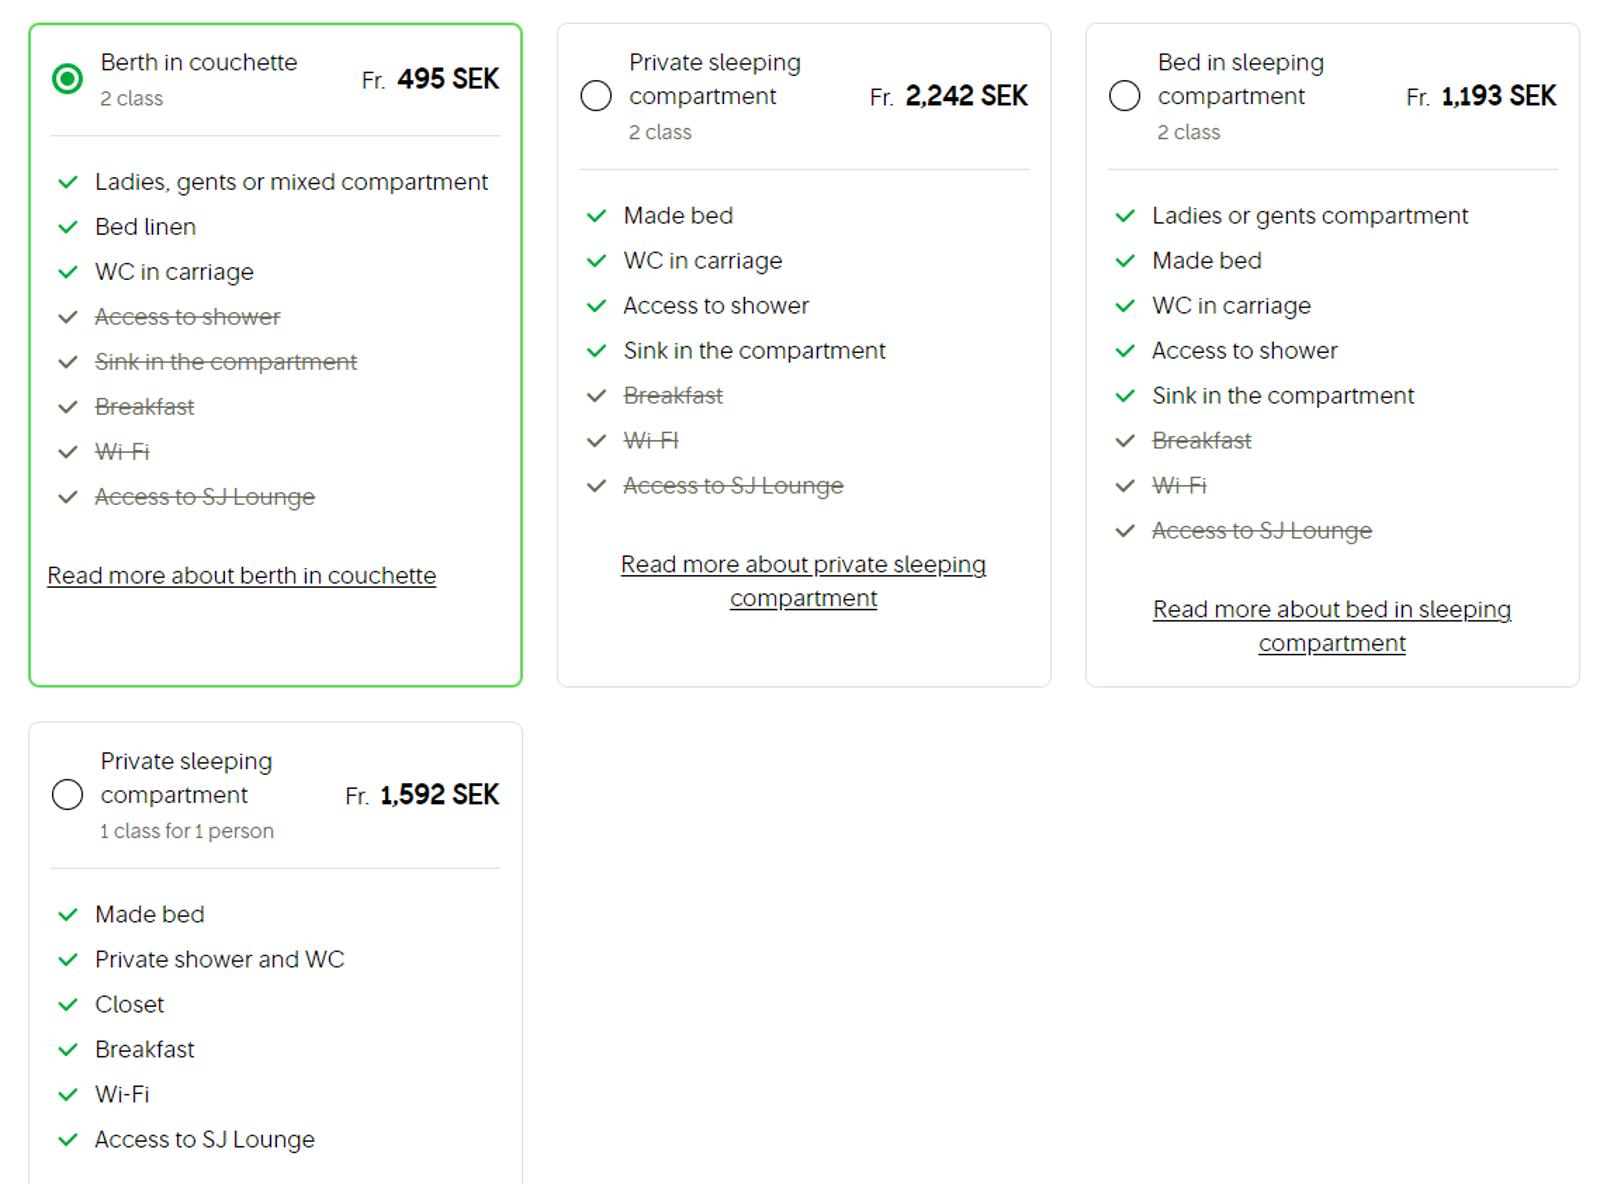 Berth in couchette
2 class
Fr. 495 SEK
Ladies, gents or mixed compartment
Bed linen
WC in carriage
Access to shower
Sink in the compartment
Breakfast
Wi-Fi
Access to SJ Lounge
Read more about berth in couchette
Private sleeping
compartment
2 class
Fr. 2,242 SEK
Made bed
WC in carriage
Access to shower
Sink in the compartment
Breakfast
Wi-FI
Access to SJ Lounge
Read more about private sleeping
compartment
Bed in sleeping
compartment
2 class
Fr. 1,193 SEK
Ladies or gents compartment
Made bed
WC in carriage
Access to shower
Sink in the compartment
Breakfast
Wi-Fi
Access to SJ Lounge
Read more about bed in sleeping
compartment
Private sleeping
compartment
1 class for 1 person
Fr. 1,592 SEK
Made bed
Private shower and WC
Closet
Breakfast
Wi-Fi
Access to SJ Lounge